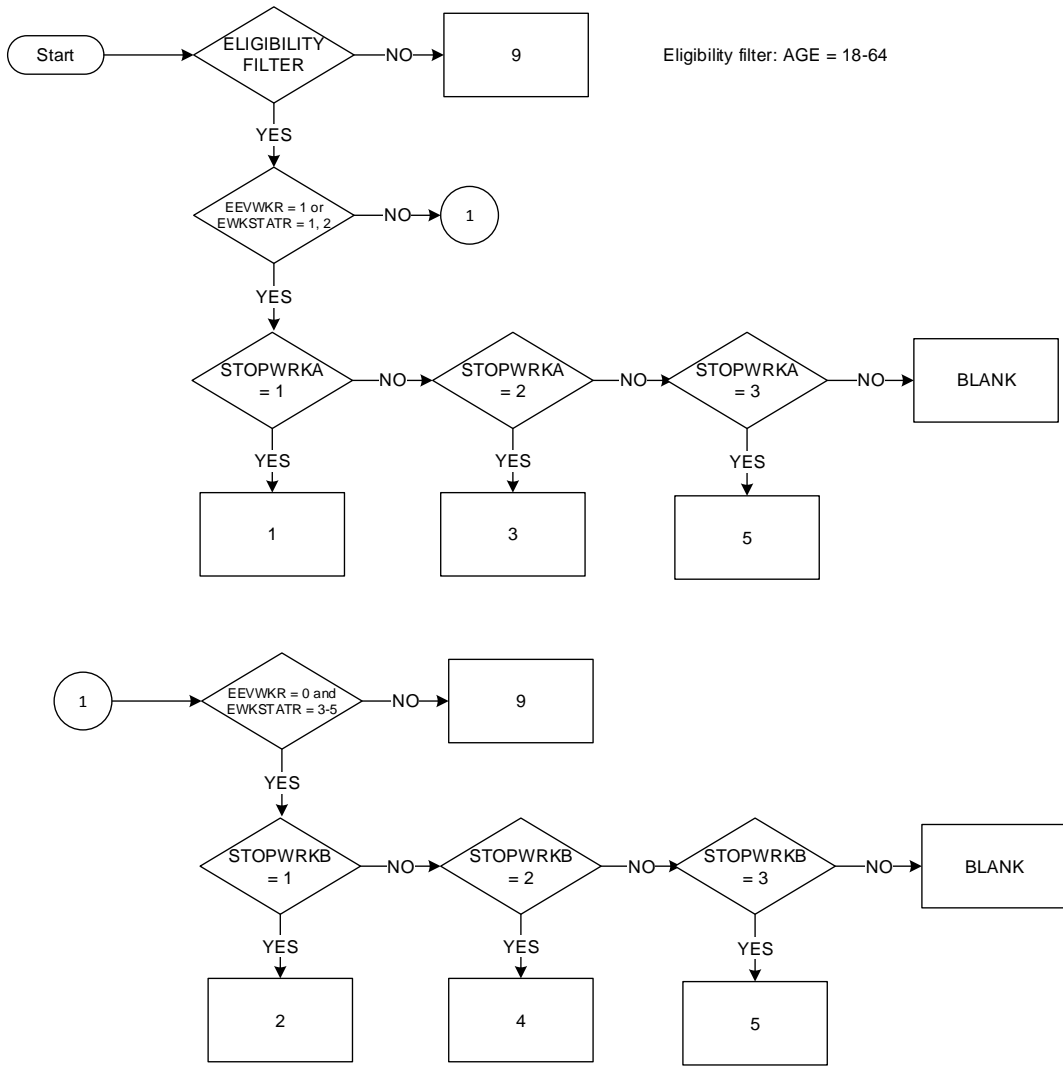 Start
ELIGIBILITY
FILTER
NO
9
Eligibility filter: AGE = 18-64
YES
EEVWKR = 1 or
EWKSTATR = 1, 2
NO
1
YES
STOPWRKA
= 1
NO
STOPWRKA
= 2
NO
STOPWRKA
= 3
NO
BLANK
YES
YES
YES
1
3
5
1
EEVWKR = 0 and
EWKSTATR = 3-5
NO
9
YES
STOPWRKB
= 1
NO
STOPWRKB
= 2
NO
STOPWRKB
= 3
NO
BLANK
YES
YES
YES
2
4
5